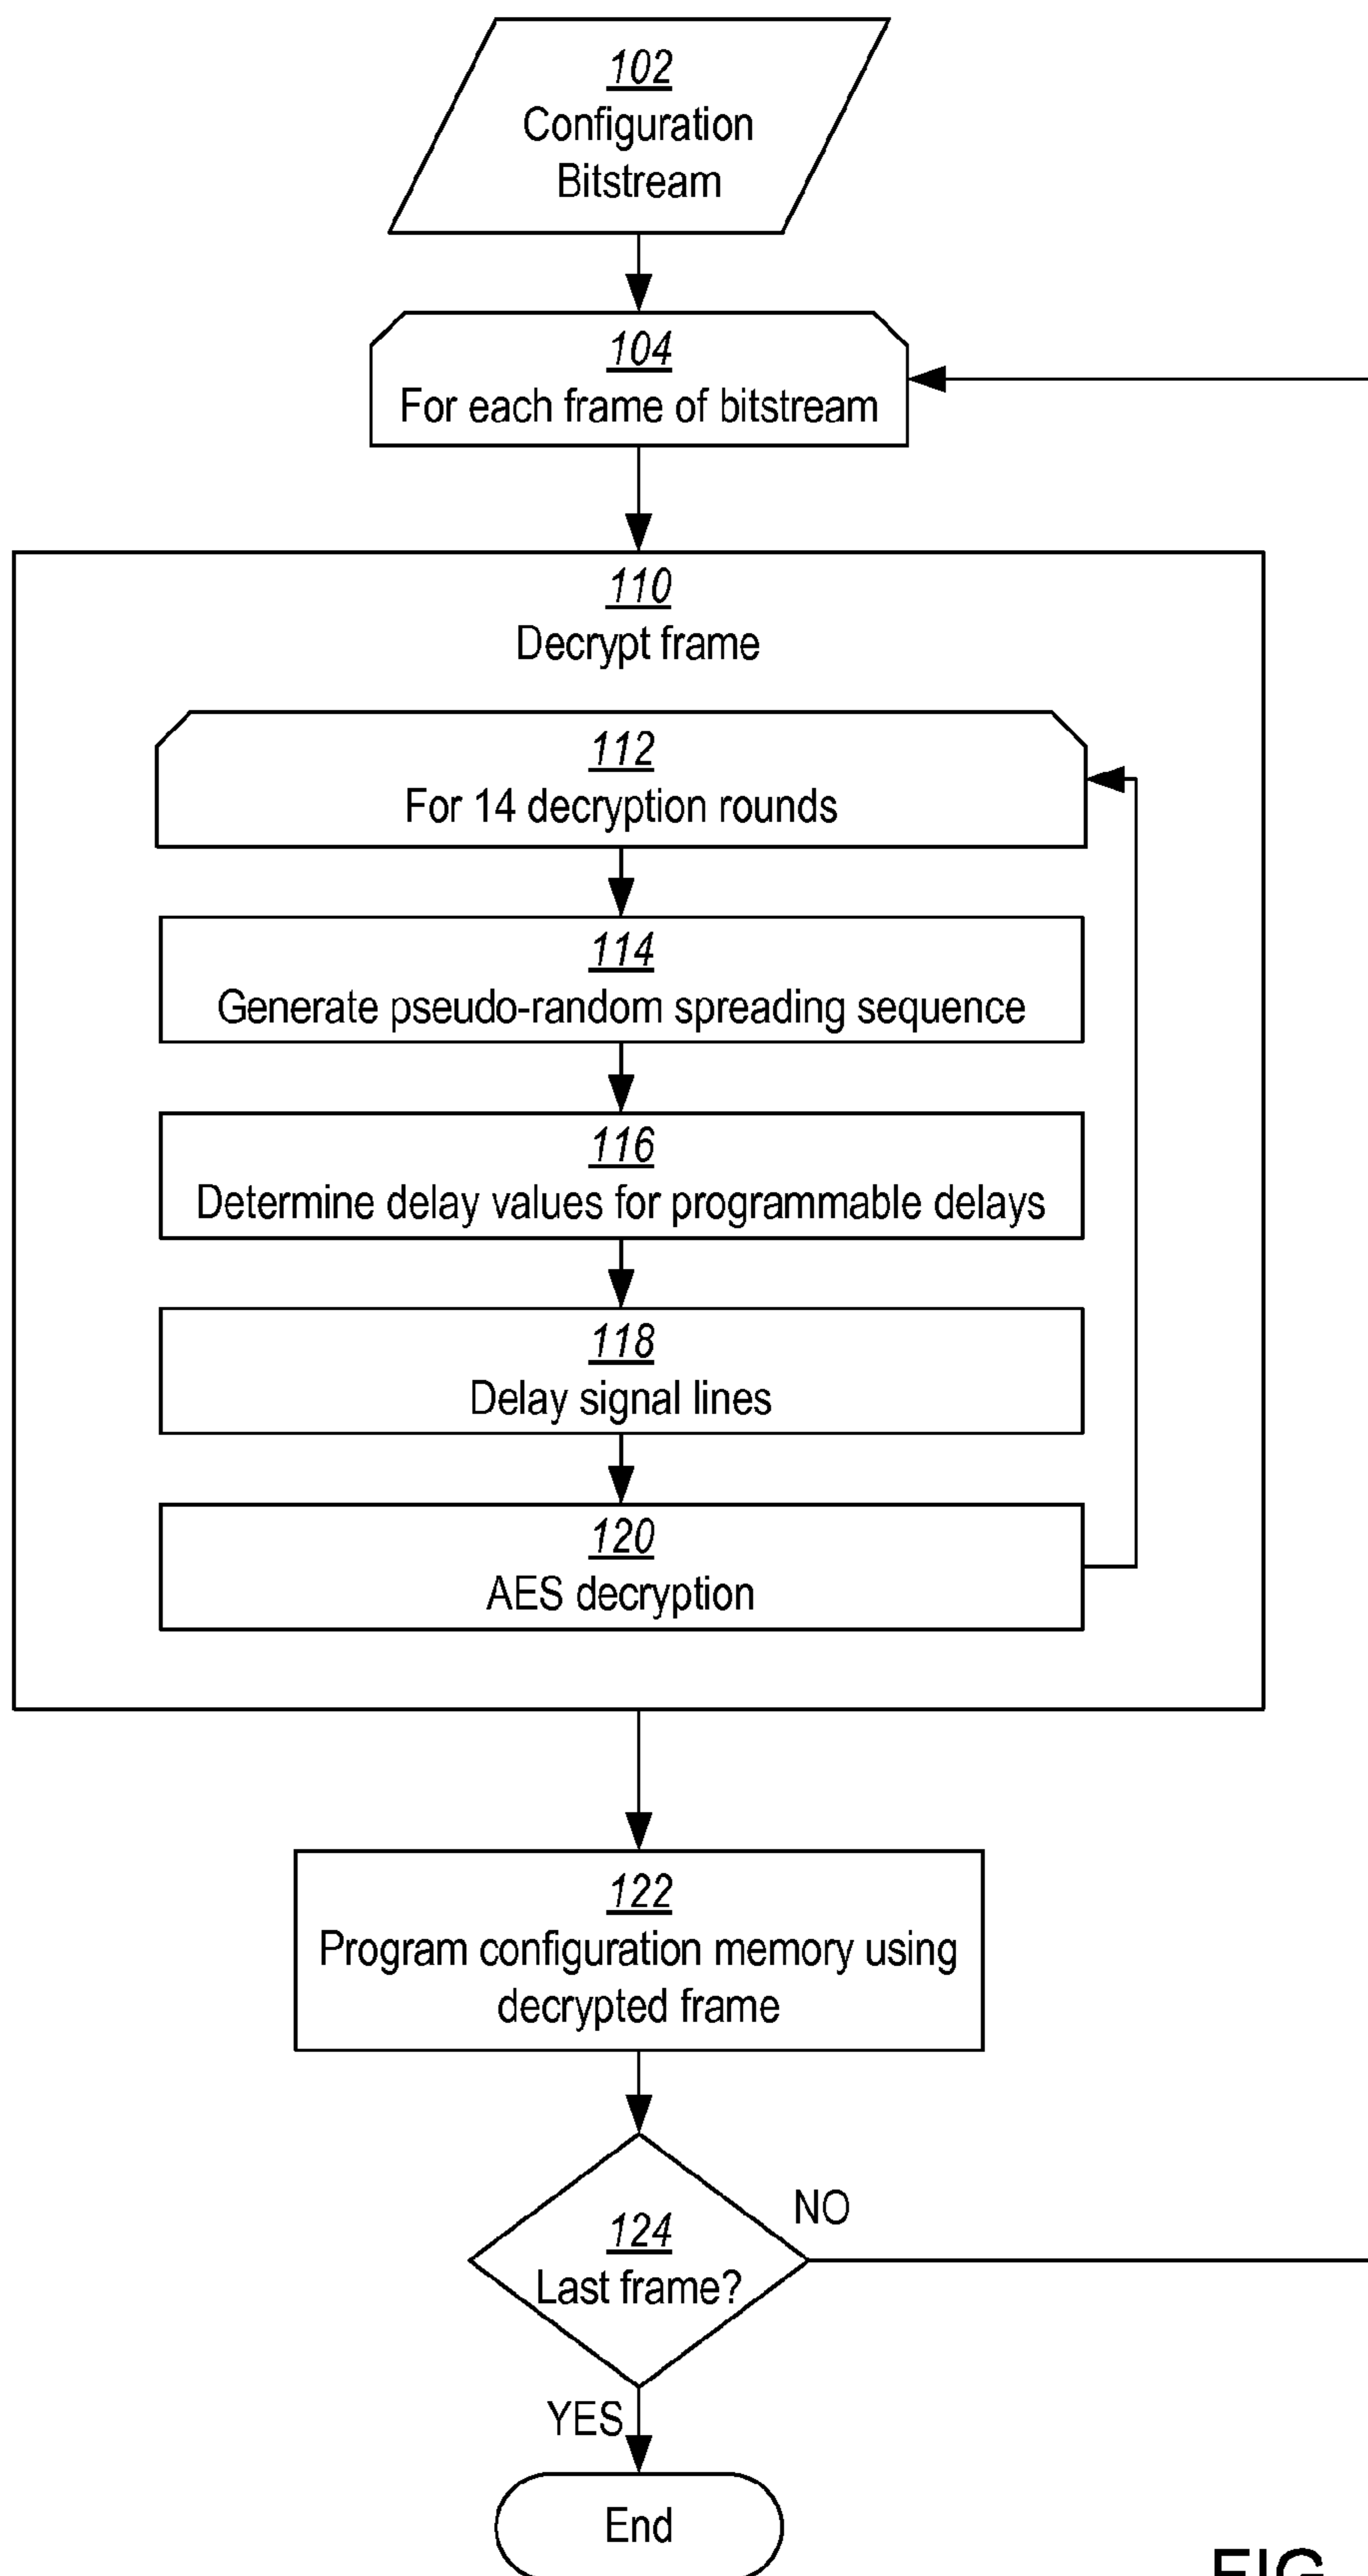 102
Configuration
Bitstream
104
For each frame of bitstream
110
Decrypt frame
112
For 14 decryption rounds
114
Generate pseudo-random spreading sequence
116
Determine delay values for programmable delays
118
Delay signal lines
120
AES decryption
122
Program configuration memory using
decrypted frame
124
Last frame?
NO
YES
End
FIG